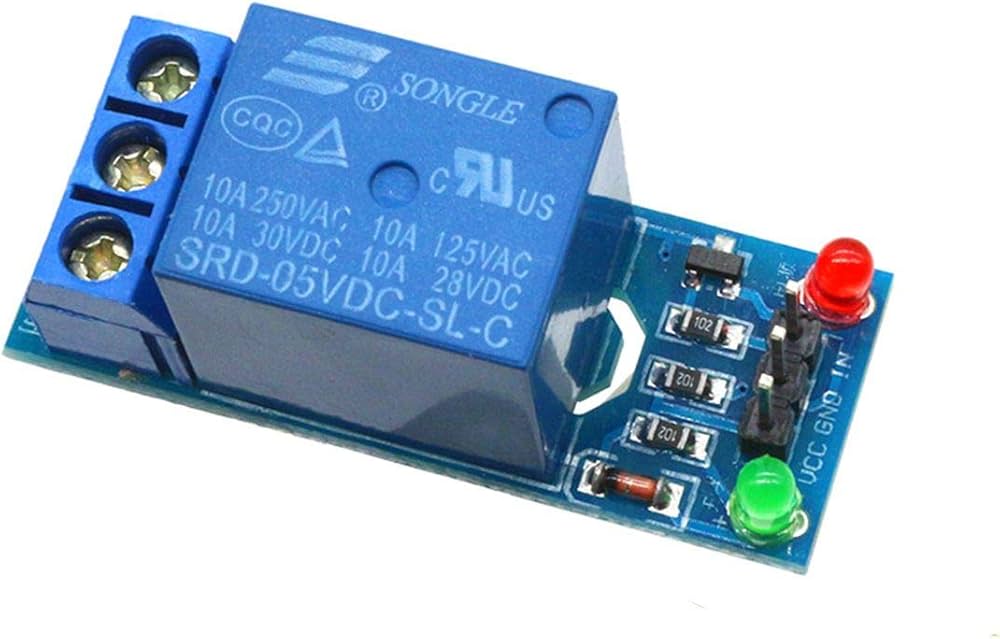 ® SONGLE
CQC
C RU US
10A 250VAC 10A 125VAC
10A 30VDC 10A 28VDC
SRD-05VDC-SL-C
102
102
102
VCC GND IN